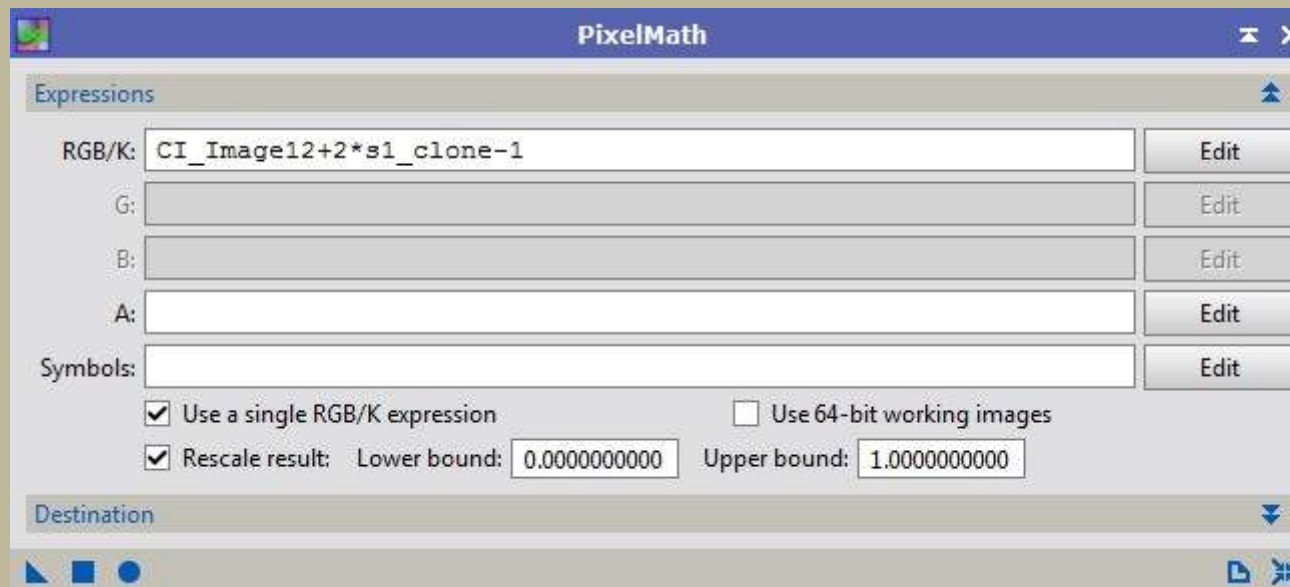 PixelMath
Expressions
RGB/K: CI_Image12+2*s1_clone-1 Edit
G: Edit
B: Edit
A: Edit
Symbols: Edit
Use a single RGB/K expression Use 64-bit working images
Rescale result: Lower bound: 0.0000000000 Upper bound: 1.0000000000
Destination